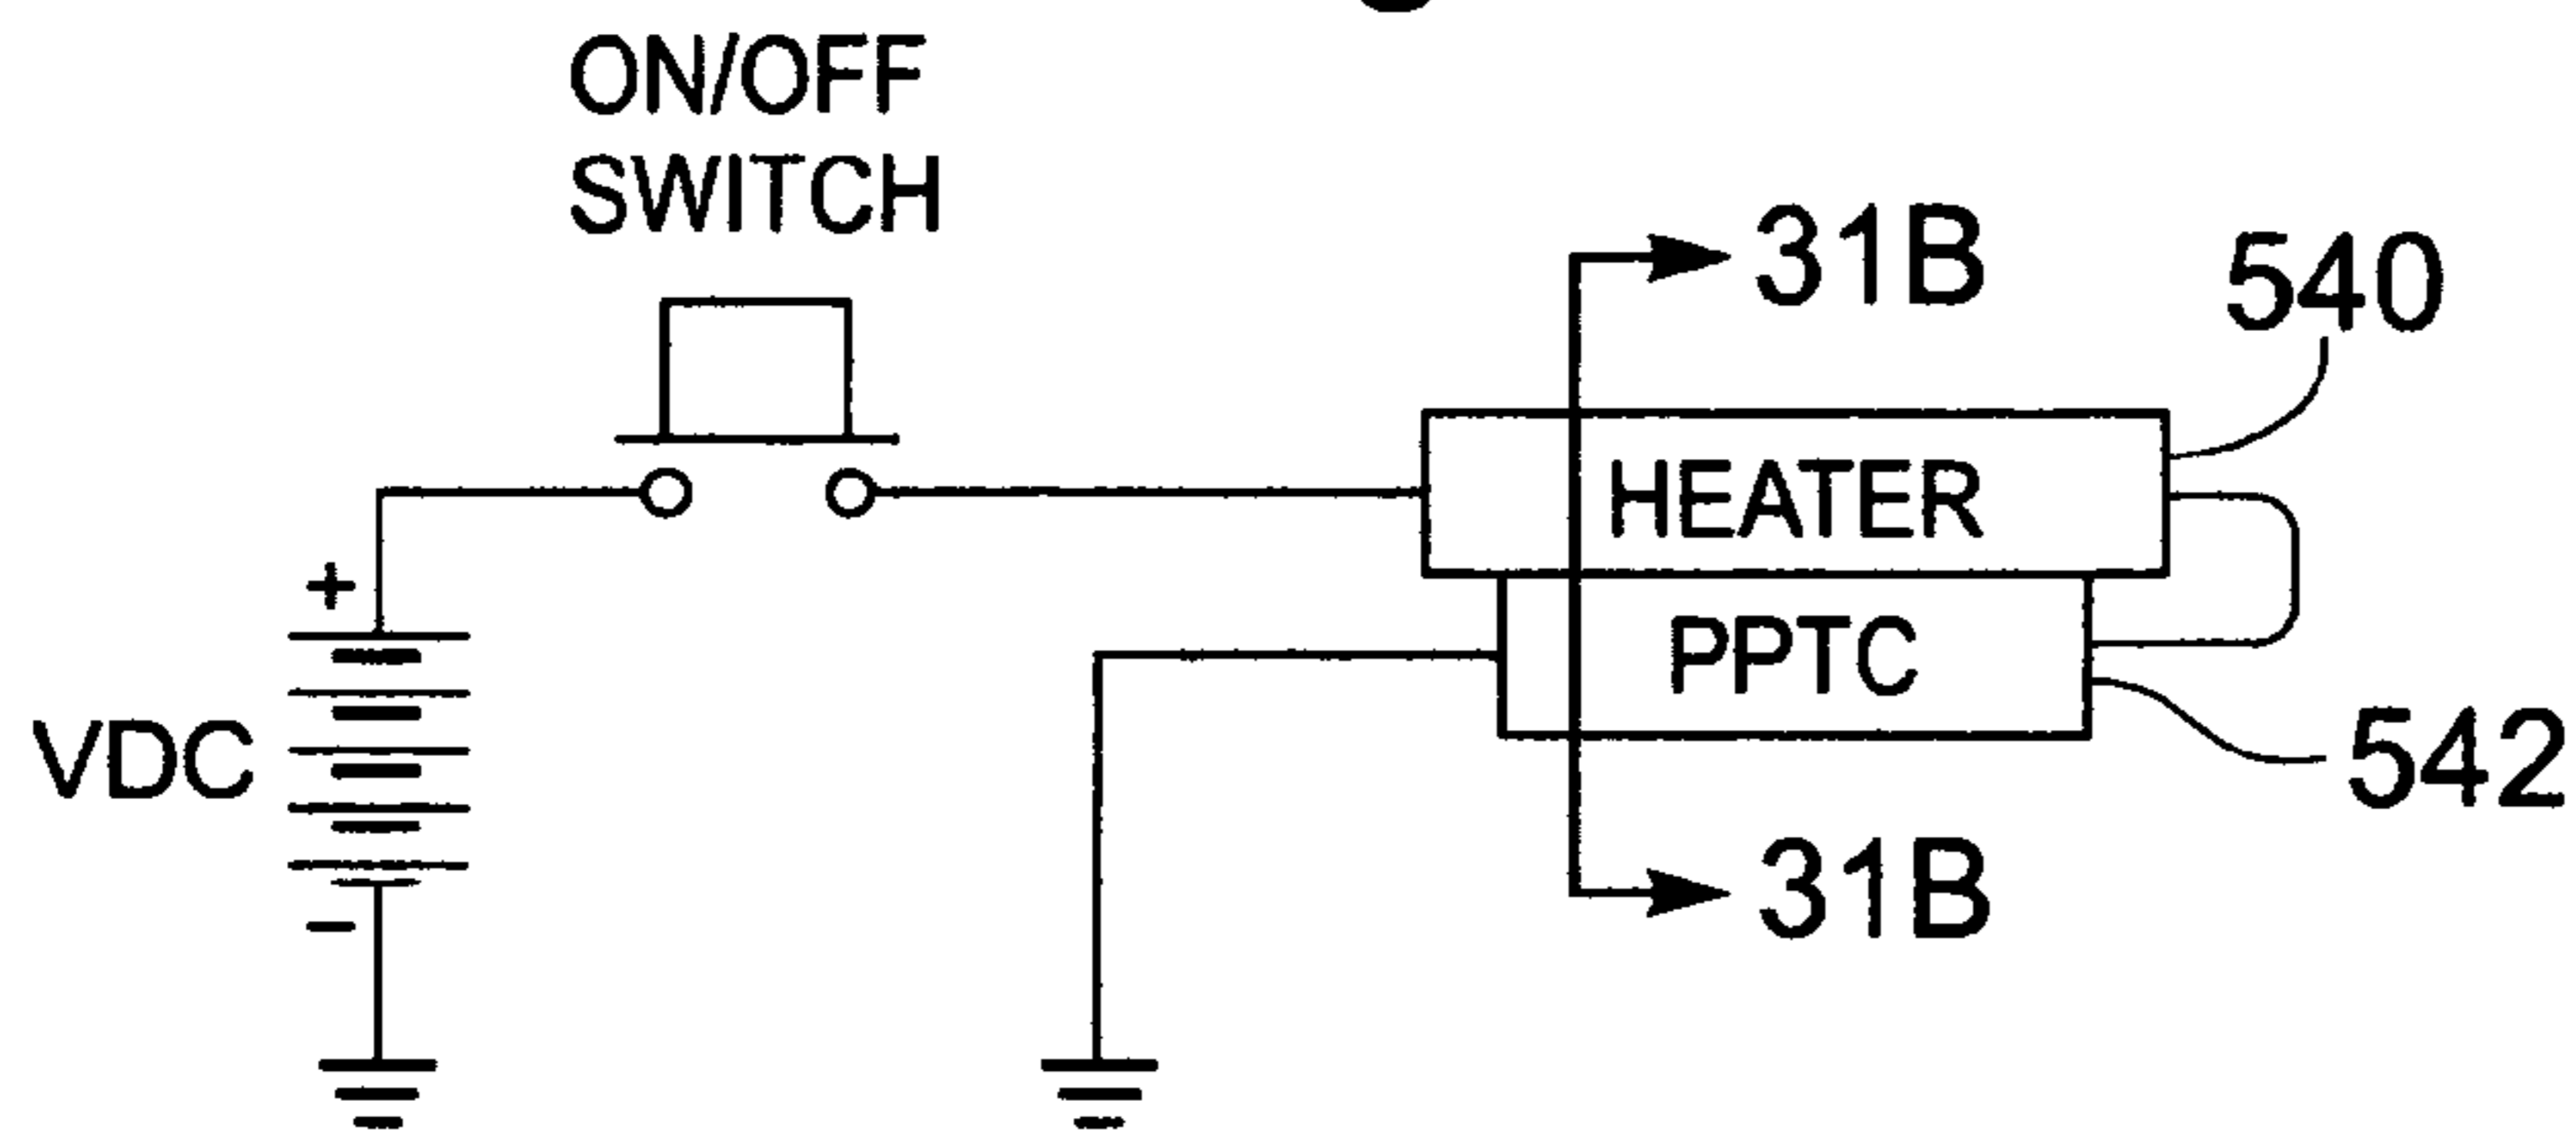 ON/OFF
SWITCH
31B
540
HEATER
+
PPTC
VDC
542
31B
−